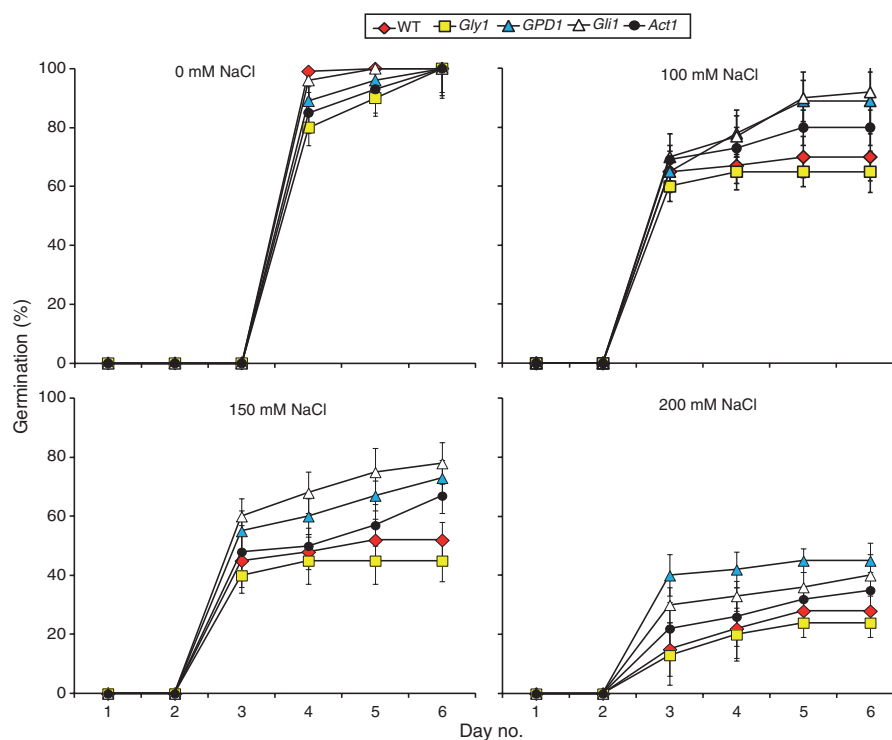 WT Gly1 GPD1 Gli1 Act1
0 mM NaCl
100 mM NaCl
100
80
60
40
20
0
100
80
60
40
20
0
150 mM NaCl
200 mM NaCl
Germination (%)
1 2 3 4 5 6
1 2 3 4 5 6
Day no.